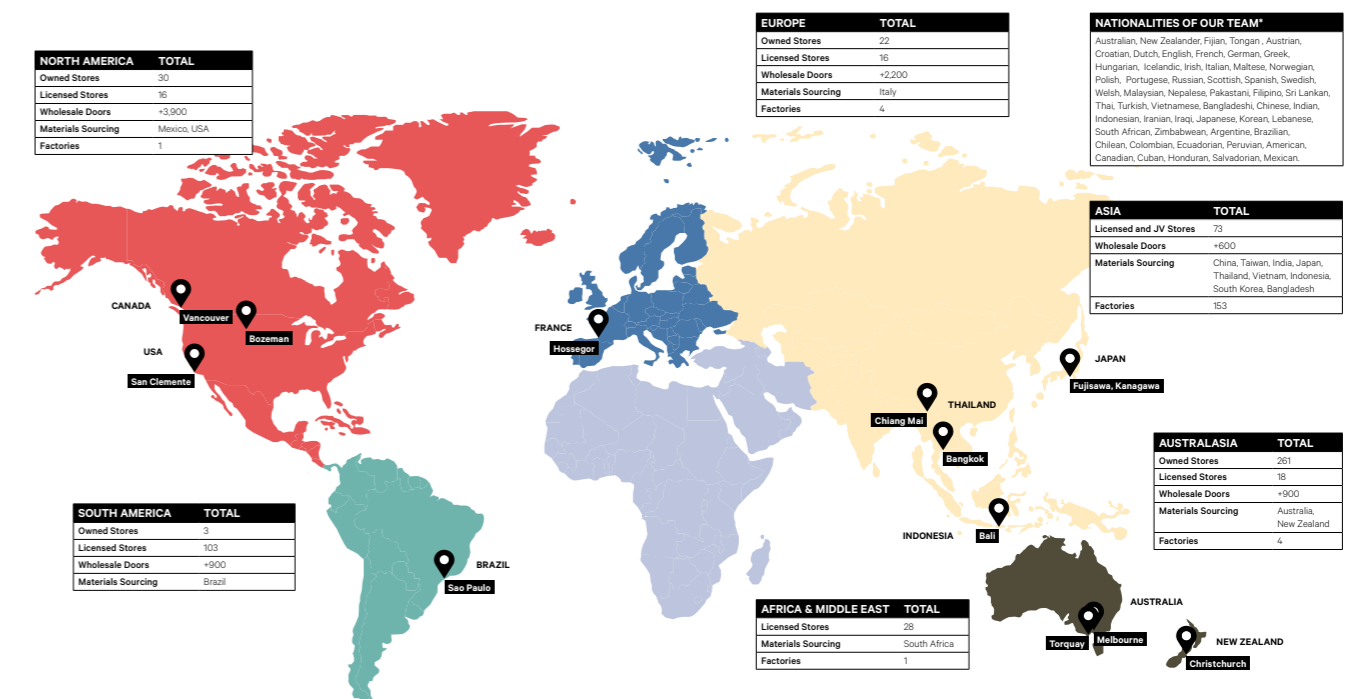 NORTH AMERICA TOTAL
Owned Stores 30
Licensed Stores 16
Wholesale Doors +3,900
Materials Sourcing Mexico, USA
Factories 1
EUROPE TOTAL
Owned Stores 22
Licensed Stores 16
Wholesale Doors +2,200
Materials Sourcing Italy
Factories 4
NATIONALITIES OF OUR TEAM*
Australian, New Zealander, Fijian, Tongan , Austrian,
Croatian, Dutch, English, French, German, Greek,
Hungarian, Icelandic, Irish, Italian, Maltese, Norwegian,
Polish, Portugese, Russian, Scottish, Spanish, Swedish,
Welsh, Malaysian, Nepalese, Pakastani, Filipino, Sri Lankan,
Thai, Turkish, Vietnamese, Bangladeshi, Chinese, Indian,
Indonesian, Iranian, Iraqi, Japanese, Korean, Lebanese,
South African, Zimbabwean, Argentine, Brazilian,
Chilean, Colombian, Ecuadorian, Peruvian, American,
Canadian, Cuban, Honduran, Salvadorian, Mexican.
ASIA TOTAL
Licensed and JV Stores 73
Wholesale Doors +600
Materials Sourcing China, Taiwan, India, Japan,
Thailand, Vietnam, Indonesia,
South Korea, Bangladesh
Factories 153
CANADA
Vancouver
Bozeman
USA
San Clemente
FRANCE
Hossegor
JAPAN
Fujisawa, Kanagawa
THAILAND
Chiang Mai
Bangkok
INDONESIA
Bali
AUSTRALASIA TOTAL
Owned Stores 261
Licensed Stores 18
Wholesale Doors +900
Materials Sourcing Australia,
New Zealand
Factories 4
SOUTH AMERICA TOTAL
Owned Stores 3
Licensed Stores 103
Wholesale Doors +900
Materials Sourcing Brazil
BRAZIL
Sao Paulo
AFRICA & MIDDLE EAST TOTAL
Licensed Stores 28
Materials Sourcing South Africa
Factories 1
AUSTRALIA
Torquay
Melbourne
NEW ZEALAND
Christchurch